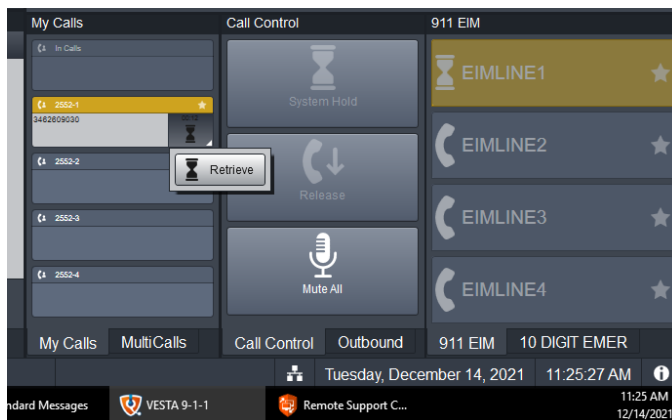 My Calls
Call Control
911 EIM
In Calls
System Hold
EIMLINE1
2552-1
3462609030
2552-2
Retrieve
Release
EIMLINE2
2552-3
EIMLINE3
2552-4
Mute All
EIMLINE4
My Calls MultiCalls
Call Control Outbound
911 EIM 10 DIGIT EMER
Tuesday, December 14, 2021 11:25:27 AM
ndard Messages
VESTA 9-1-1
Remote Support C...
11:25 AM
12/14/2021